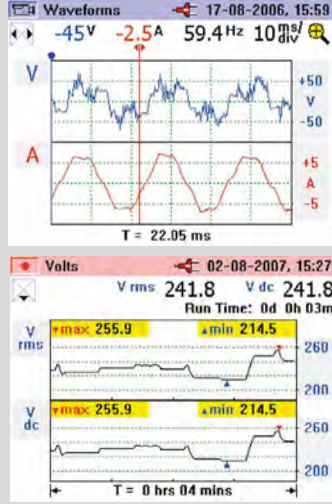 Waveforms 17-08-2006, 15:59
-45V -2.5A 59.4Hz 10ms/div
V
+50
V
-50
A
+5
A
-5
T = 22.05 ms
Volts 02-08-2007, 15:27
V rms 241.8 V dc 241.8
Run Time: 0d 0h 03m
V rms
max 255.9 min 214.5
260
200
V dc
max 255.9 min 214.5
260
200
T = 0 hrs 04 mins